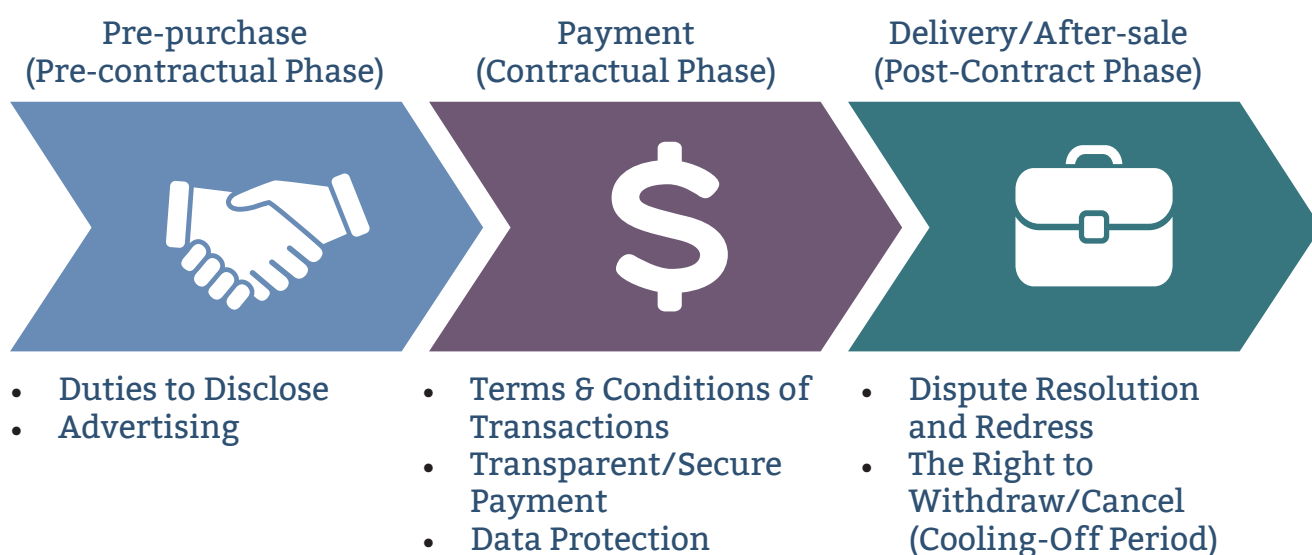 Pre-purchase
(Pre-contractual Phase)
Payment
(Contractual Phase)
Delivery/After-sale
(Post-Contract Phase)
$
• Duties to Disclose
• Advertising
• Terms & Conditions of
Transactions
• Transparent/Secure
Payment
• Data Protection
• Dispute Resolution
and Redress
• The Right to
Withdraw/Cancel
(Cooling-Off Period)